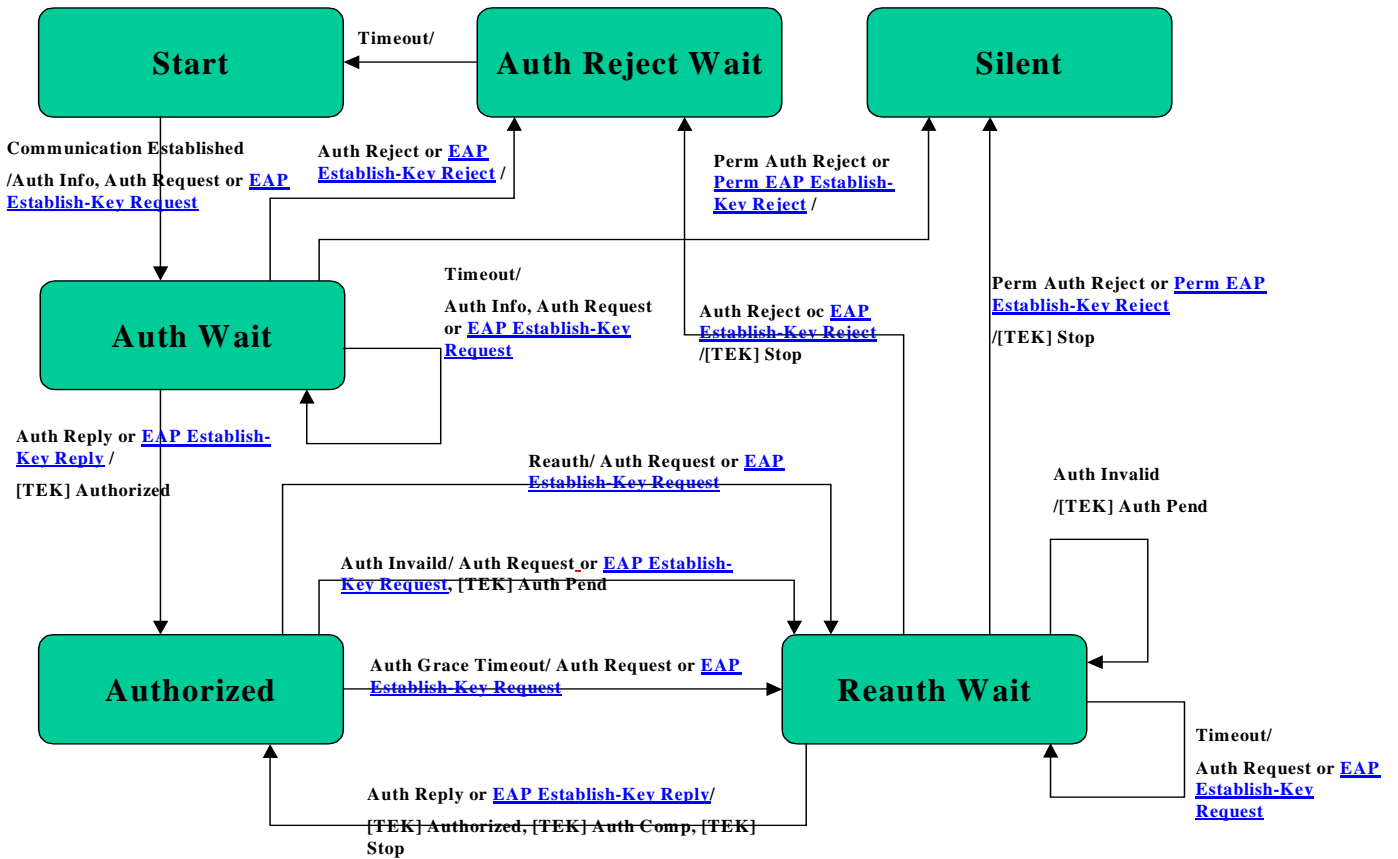 Start
Timeout/
Auth Reject Wait
Silent
Communication Established
/Auth Info, Auth Request or EAP
Establish-Key Request
Auth Reject or EAP
Establish-Key Reject /
Perm Auth Reject or
Perm EAP Establish-
Key Reject /
Auth Wait
Timeout/
Auth Info, Auth Request
or EAP Establish-Key
Request
Auth Reject oc EAP
Establish-Key Reject
/[TEK] Stop
Perm Auth Reject or Perm EAP
Establish-Key Reject
/[TEK] Stop
Auth Reply or EAP Establish-
Key Reply /
[TEK] Authorized
Reauth/ Auth Request or EAP
Establish-Key Request
Auth Invalid
/[TEK] Auth Pend
Auth Invaild/ Auth Request or EAP Establish-
Key Request, [TEK] Auth Pend
Authorized
Auth Grace Timeout/ Auth Request or EAP
Establish-Key Request
Reauth Wait
Timeout/
Auth Request or EAP
Establish-Key
Request
Auth Reply or EAP Establish-Key Reply/
[TEK] Authorized, [TEK] Auth Comp, [TEK]
Stop